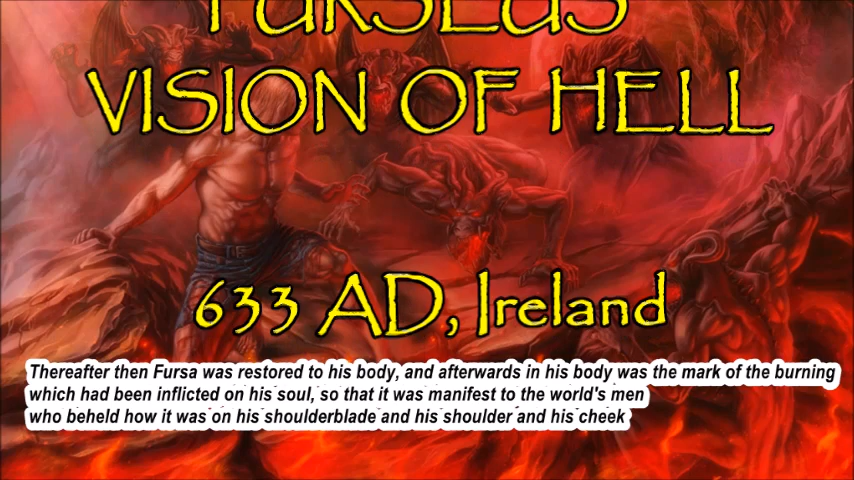 FURSEUS
VISION OF HELL
633 AD, Ireland
Thereafter then Fursa was restored to his body, and afterwards in his body was the mark of the burning
which had been inflicted on his soul, so that it was manifest to the world's men
who beheld how it was on his shoulderblade and his shoulder and his cheek